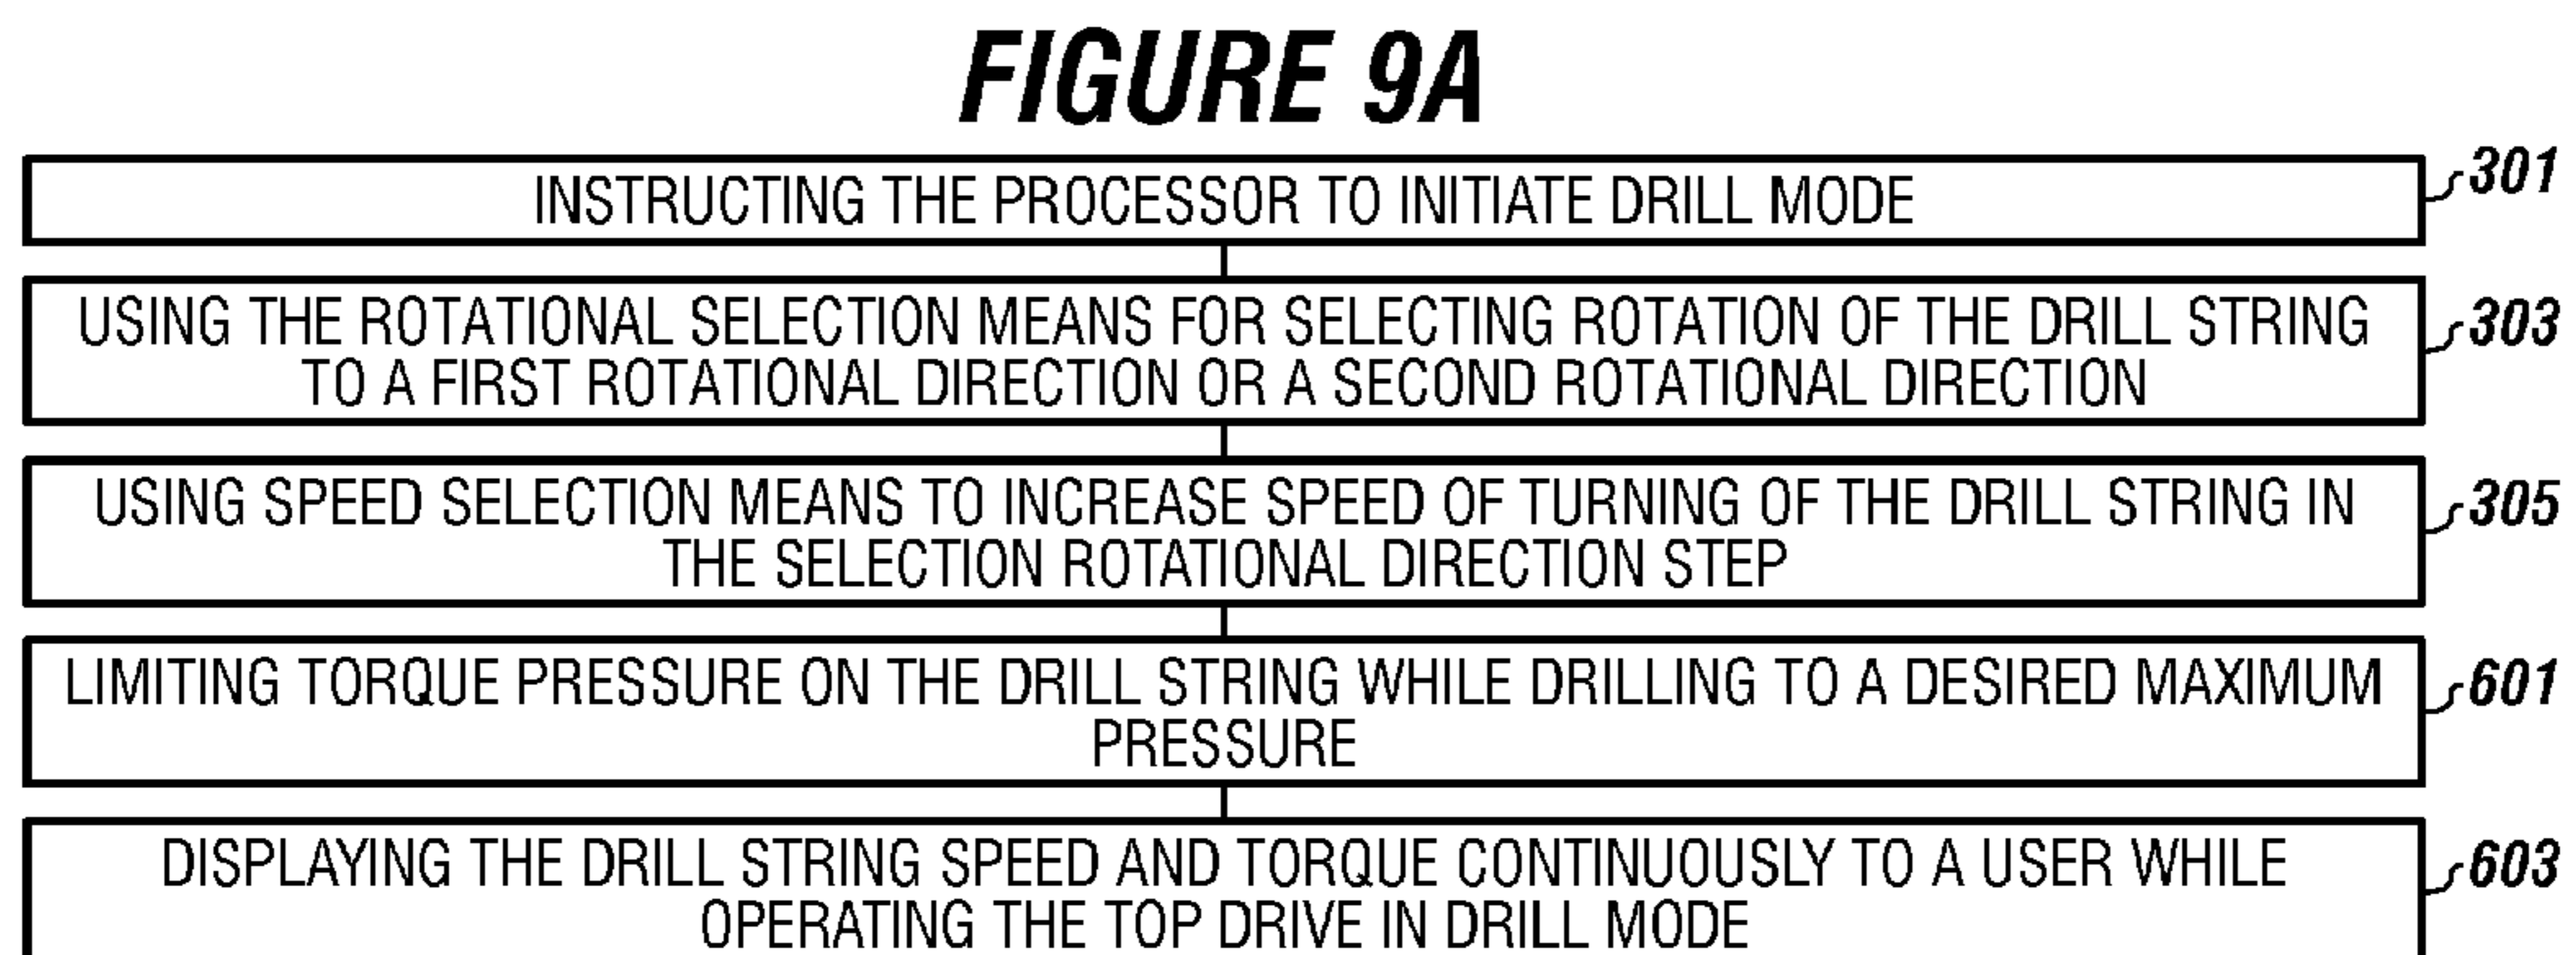 FIGURE 9A
INSTRUCTING THE PROCESSOR TO INITIATE DRILL MODE
301
USING THE ROTATIONAL SELECTION MEANS FOR SELECTING ROTATION OF THE DRILL STRING
TO A FIRST ROTATIONAL DIRECTION OR A SECOND ROTATIONAL DIRECTION
303
USING SPEED SELECTION MEANS TO INCREASE SPEED OF TURNING OF THE DRILL STRING IN
THE SELECTION ROTATIONAL DIRECTION STEP
305
LIMITING TORQUE PRESSURE ON THE DRILL STRING WHILE DRILLING TO A DESIRED MAXIMUM
PRESSURE
601
DISPLAYING THE DRILL STRING SPEED AND TORQUE CONTINUOUSLY TO A USER WHILE
OPERATING THE TOP DRIVE IN DRILL MODE
603